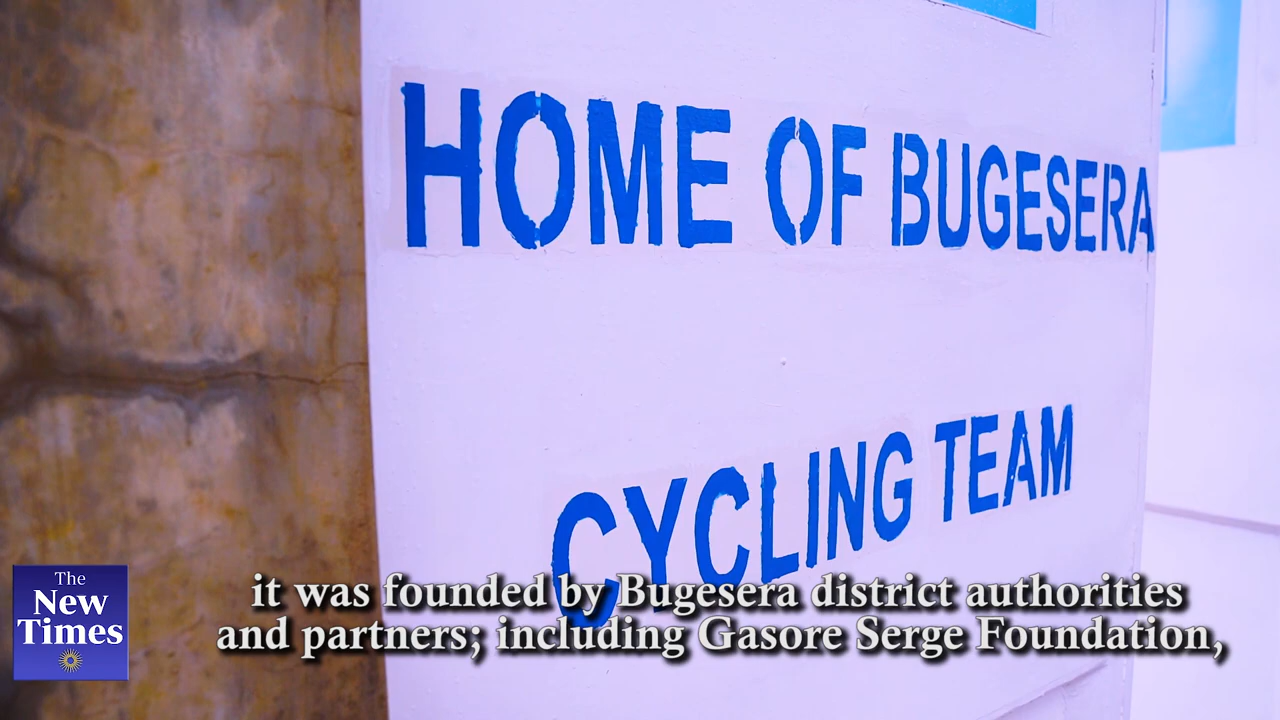 HOME OF BUGESERA
CYCLING TEAM
it was founded by Bugesera district authorities
and partners; including Gasore Serge Foundation,
The
New
Times